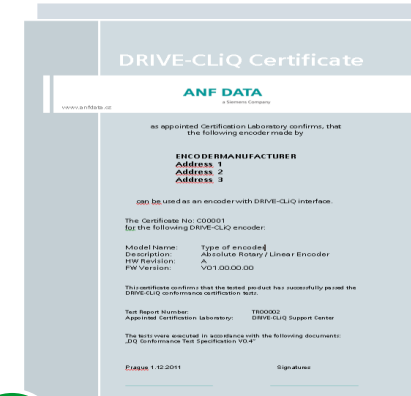 DRIVE-CLiQ Certificate
ANF DATA
a Siemens Company
www.anfdata.cz
as appointed Certification Laboratory confirms, that
the following encoder made by
ENCODERMANUFACTURER
Address 1
Address 2
Address 3
can be used as an encoder with DRIVE-CLiQ interface.
The Certificate No: C00001
for the following DRIVE-CLiQ encoder:
Model Name: Type of encoder
Description: Absolute Rotary / Linear Encoder
HW Revision: A
FW Version: V01.00.00.00
This certificate confirms that the tested product has successfully passed the
DRIVE-CLiQ conformance certification tests.
Test Report Number: TR00002
Appointed Certification Laboratory: DRIVE-CLiQ Support Center
The tests were executed in accordance with the following documents:
„DQ Conformance Test Specification V0.4"
Prague 1.12.2011 Signatures